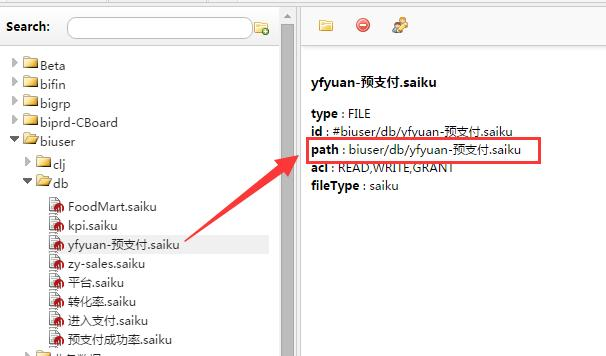 Search:
Beta
bifin
bigrp
biprd-CBoard
biuser
clj
db
FoodMart.saiku
kpi.saiku
yfyuan-预支付.saiku
zy-sales.saiku
平台.saiku
转化率.saiku
进入支付.saiku
预支付成功率.saiku
yfyuan-预支付.saiku
type : FILE
id : #biuser/db/yfyuan-预支付.saiku
path : biuser/db/yfyuan-预支付.saiku
acl : READ,WRITE,GRANT
fileType : saiku